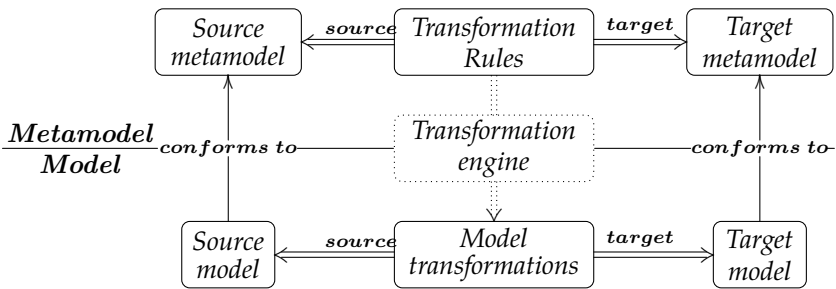 Source
metamodel
source
Transformation
Rules
target
Target
metamodel
Metamodel
Model
conforms to
Transformation
engine
conforms to
Source
model
source
Model
transformations
target
Target
model